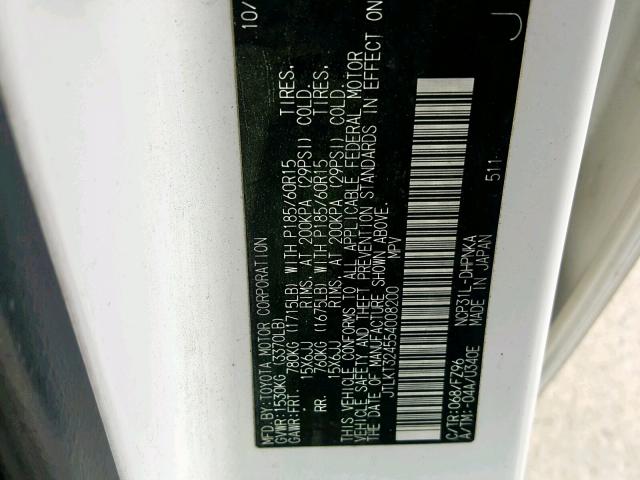 MFD.BY:TOYOTA MOTOR CORPORATION 10/
GVWR:1530KG (3370LB)
GAWR:FRT. 780KG (1715LB) WITH P185/60R15 TIRES,
15X6JJ RIMS, AT 200KPA (29PSI) COLD.
RR. 760KG (1675LB) WITH P185/60R15 TIRES,
15X6JJ RIMS, AT 200KPA (29PSI) COLD.
THIS VEHICLE CONFORMS TO ALL APPLICABLE FEDERAL MOTOR
VEHICLE SAFETY AND THEFT PREVENTION STANDARDS IN EFFECT ON
THE DATE OF MANUFACTURE SHOWN ABOVE.
JTLKT324554008200 MPV
J
C/TR:068/FZ96 NCP31L-DHPNKA
A/TM:-04A/U340E MADE IN JAPAN 511